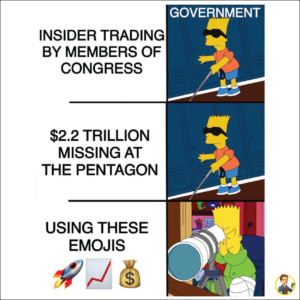 GOVERNMENT
INSIDER TRADING
BY MEMBERS OF
CONGRESS
$2.2 TRILLION
MISSING AT
THE PENTAGON
USING THESE
EMOJIS
🚀 📈 💰